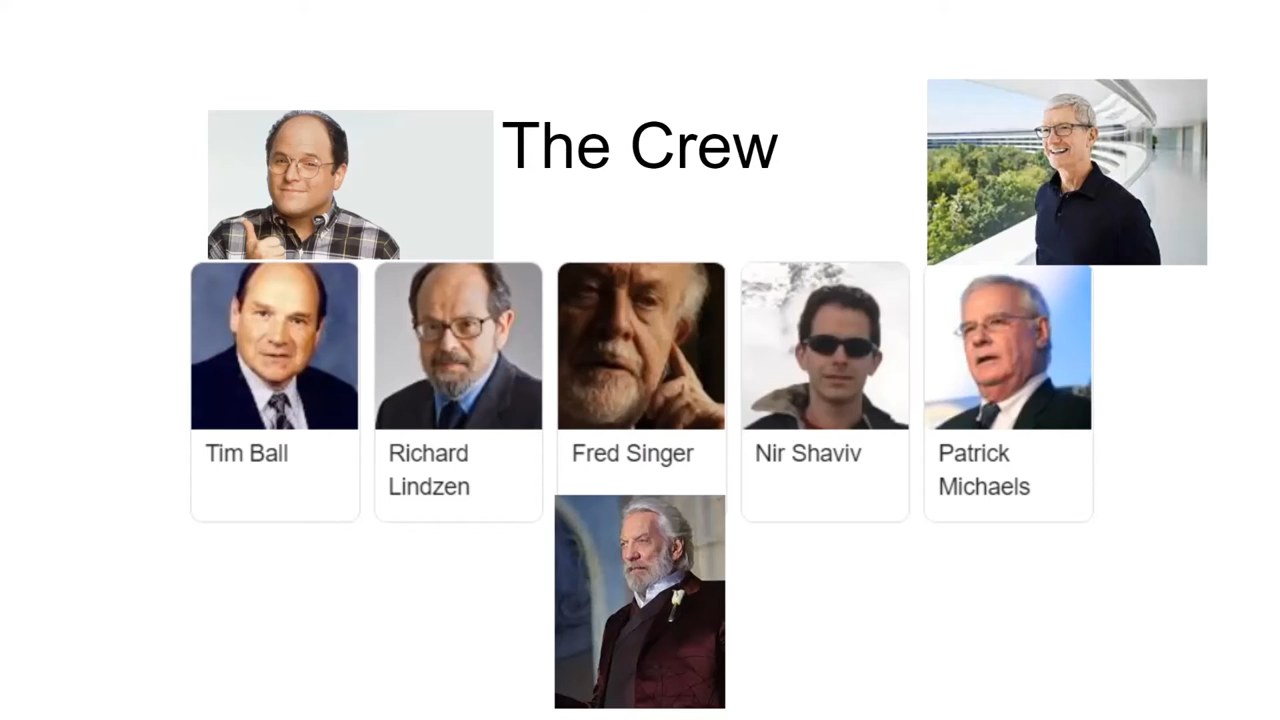 The Crew
Tim Ball
Richard
Lindzen
Fred Singer
Nir Shaviv
Patrick
Michaels